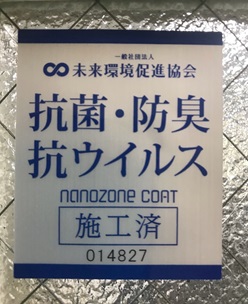 一般社団法人
未来環境促進協会
抗菌・防臭
抗ウイルス
nanozone COAT
施工済
014827